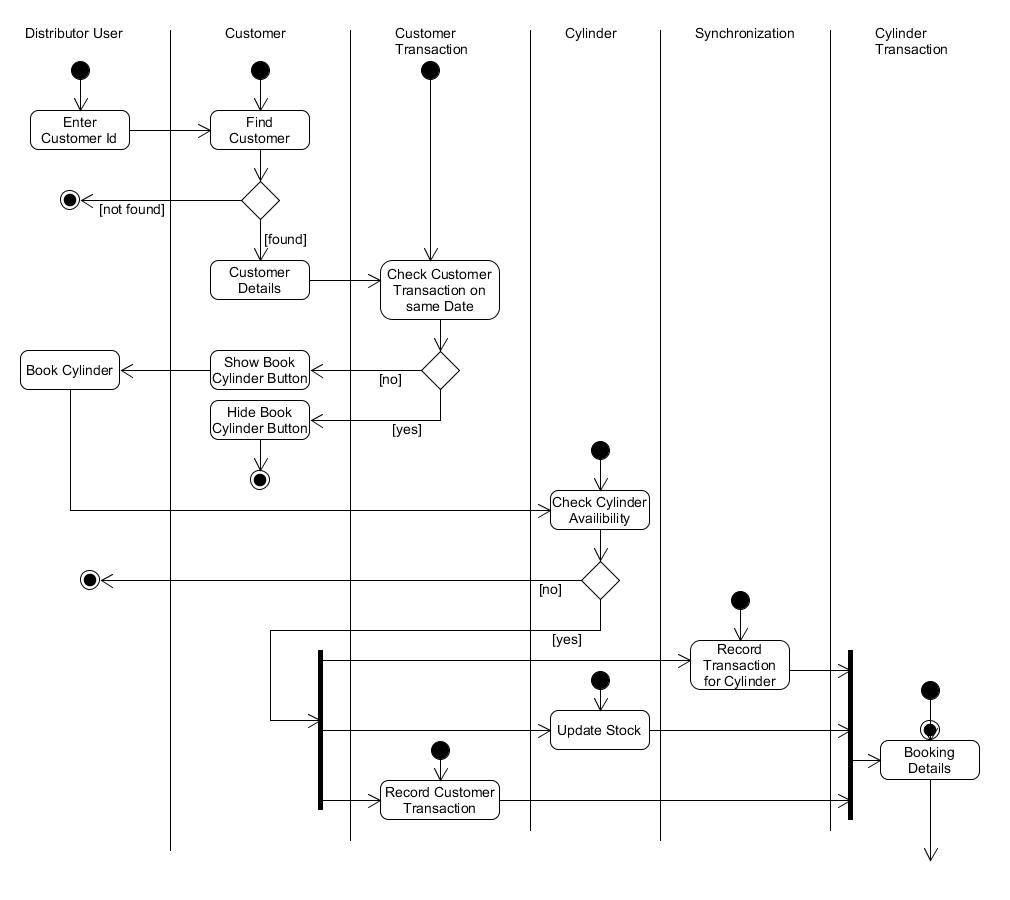 Distributor User
Customer
Customer
Transaction
Cylinder
Synchronization
Cylinder
Transaction
Enter
Customer Id
Find
Customer
[not found]
[found]
Customer
Details
Check Customer
Transaction on
same Date
Book Cylinder
Show Book
Cylinder Button
[no]
Hide Book
Cylinder Button
[yes]
Check Cylinder
Availibility
[no]
[yes]
Record
Transaction
for Cylinder
Update Stock
Booking
Details
Record Customer
Transaction